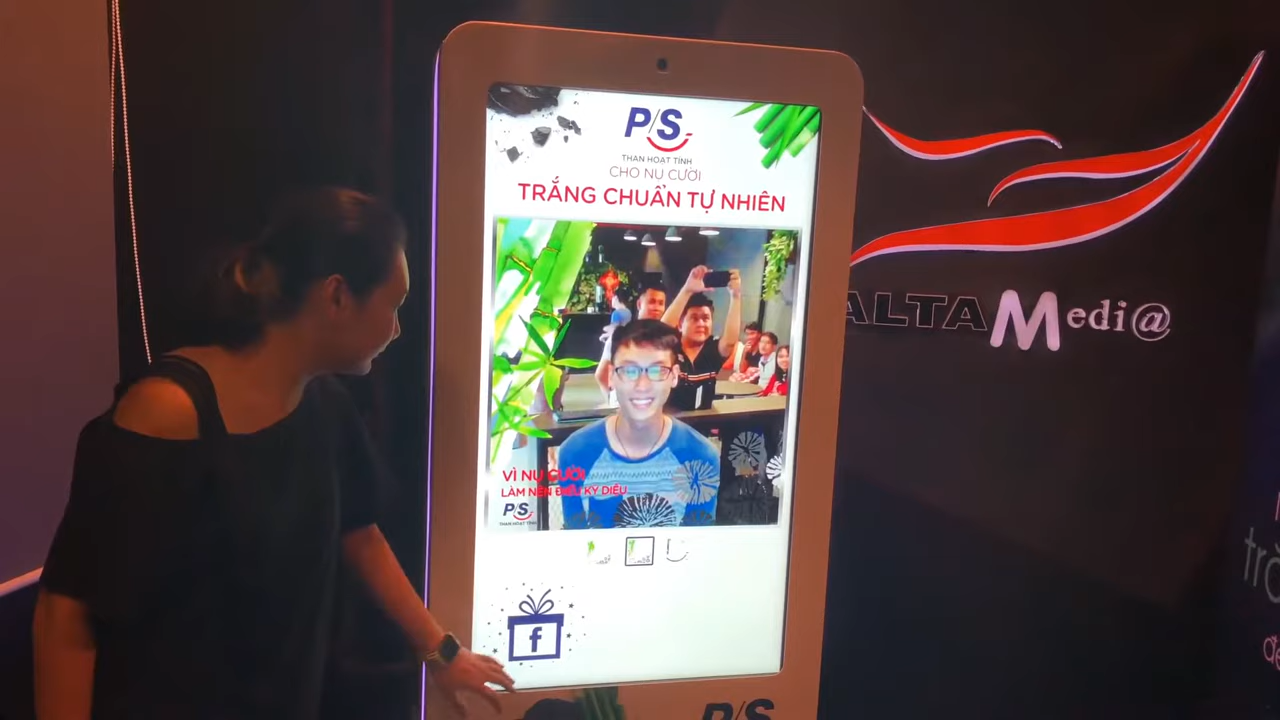 P/S
THAN HOẠT TÍNH
CHO NỤ CƯỜI
TRẮNG CHUẨN TỰ NHIÊN
VÌ NỤ CƯỜI
LÀM NÊN ĐIỀU KỲ DIỆU
P/S
THAN HOẠT TÍNH
f
P/S
ALTA Medi@